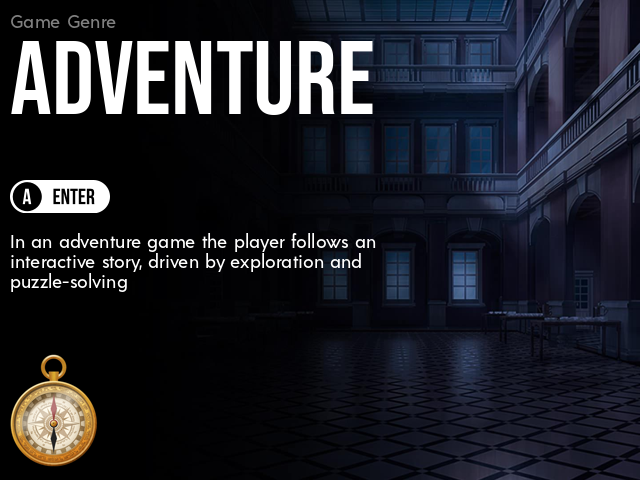 Game Genre
ADVENTURE
A ENTER
In an adventure game the player follows an
interactive story, driven by exploration and
puzzle-solving